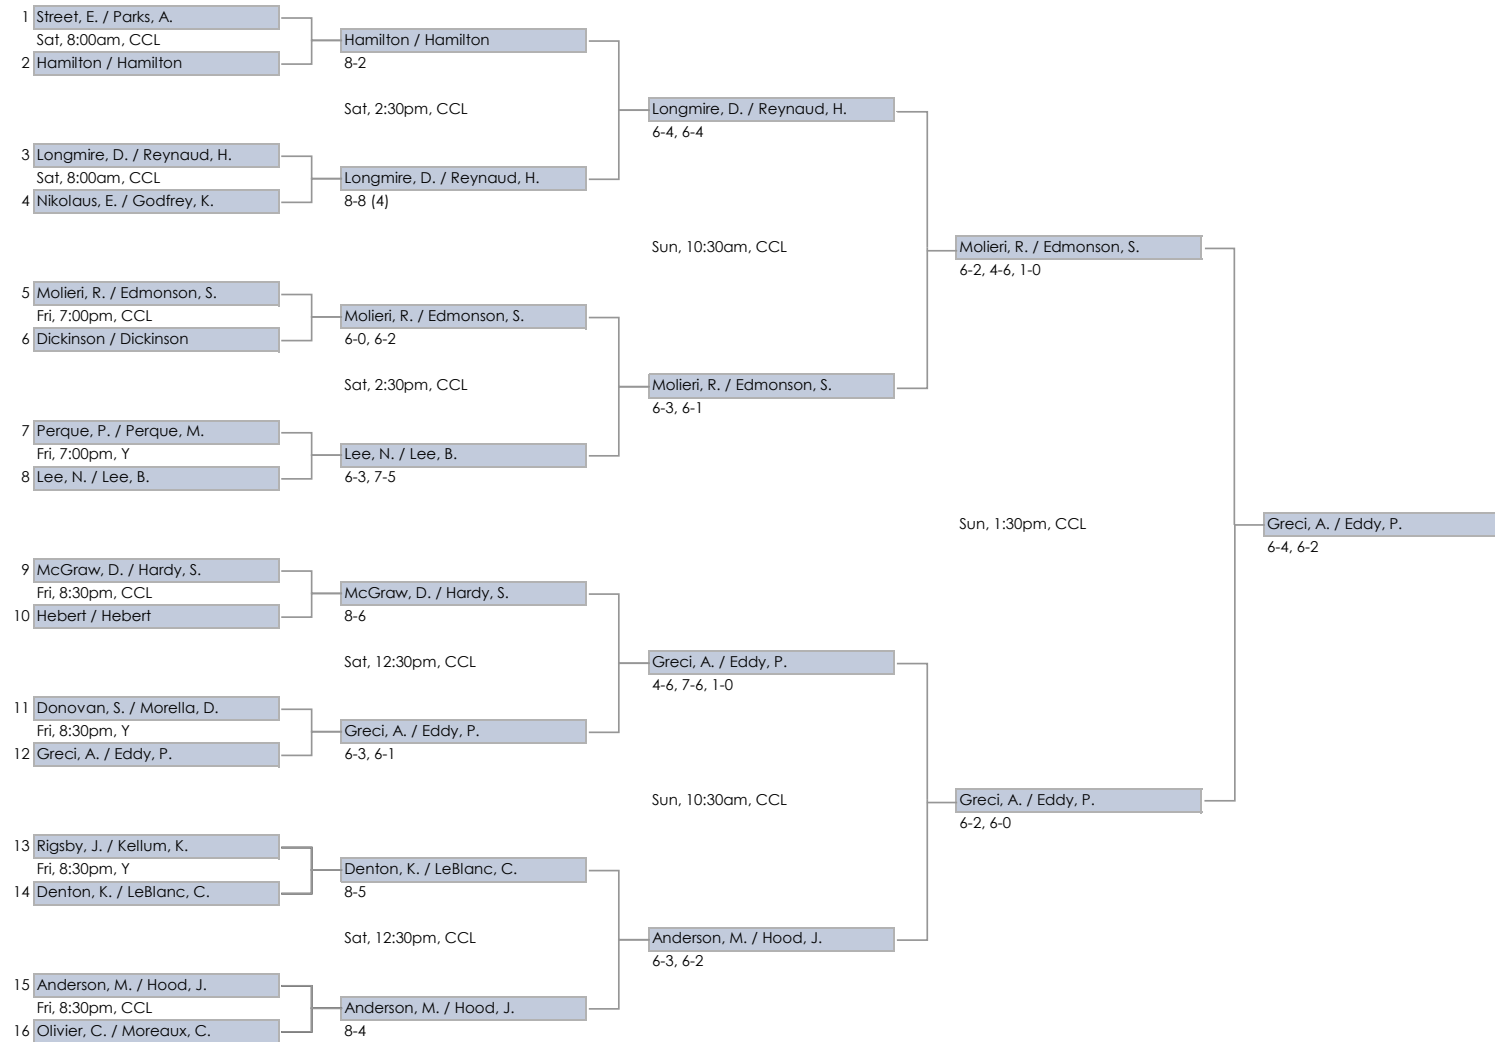 1 Street, E. / Parks, A.
Sat, 8:00am, CCL
2 Hamilton / Hamilton
3 Longmire, D. / Reynaud, H.
Sat, 8:00am, CCL
4 Nikolaus, E. / Godfrey, K.
5 Molieri, R. / Edmonson, S.
Fri, 7:00pm, CCL
6 Dickinson / Dickinson
7 Perque, P. / Perque, M.
Fri, 7:00pm, Y
8 Lee, N. / Lee, B.
9 McGraw, D. / Hardy, S.
Fri, 8:30pm, CCL
10 Hebert / Hebert
11 Donovan, S. / Morella, D.
Fri, 8:30pm, Y
12 Greci, A. / Eddy, P.
13 Rigsby, J. / Kellum, K.
Fri, 8:30pm, Y
14 Denton, K. / LeBlanc, C.
15 Anderson, M. / Hood, J.
Fri, 8:30pm, CCL
16 Olivier, C. / Moreaux, C.
Hamilton / Hamilton
8-2
Sat, 2:30pm, CCL
Longmire, D. / Reynaud, H.
8-8 (4)
Molieri, R. / Edmonson, S.
6-0, 6-2
Sat, 2:30pm, CCL
Lee, N. / Lee, B.
6-3, 7-5
McGraw, D. / Hardy, S.
8-6
Sat, 12:30pm, CCL
Greci, A. / Eddy, P.
6-3, 6-1
Denton, K. / LeBlanc, C.
8-5
Sat, 12:30pm, CCL
Anderson, M. / Hood, J.
8-4
Longmire, D. / Reynaud, H.
6-4, 6-4
Sun, 10:30am, CCL
Molieri, R. / Edmonson, S.
6-3, 6-1
Greci, A. / Eddy, P.
4-6, 7-6, 1-0
Sun, 10:30am, CCL
Anderson, M. / Hood, J.
6-3, 6-2
Molieri, R. / Edmonson, S.
6-2, 4-6, 1-0
Sun, 1:30pm, CCL
Greci, A. / Eddy, P.
6-2, 6-0
Greci, A. / Eddy, P.
6-4, 6-2